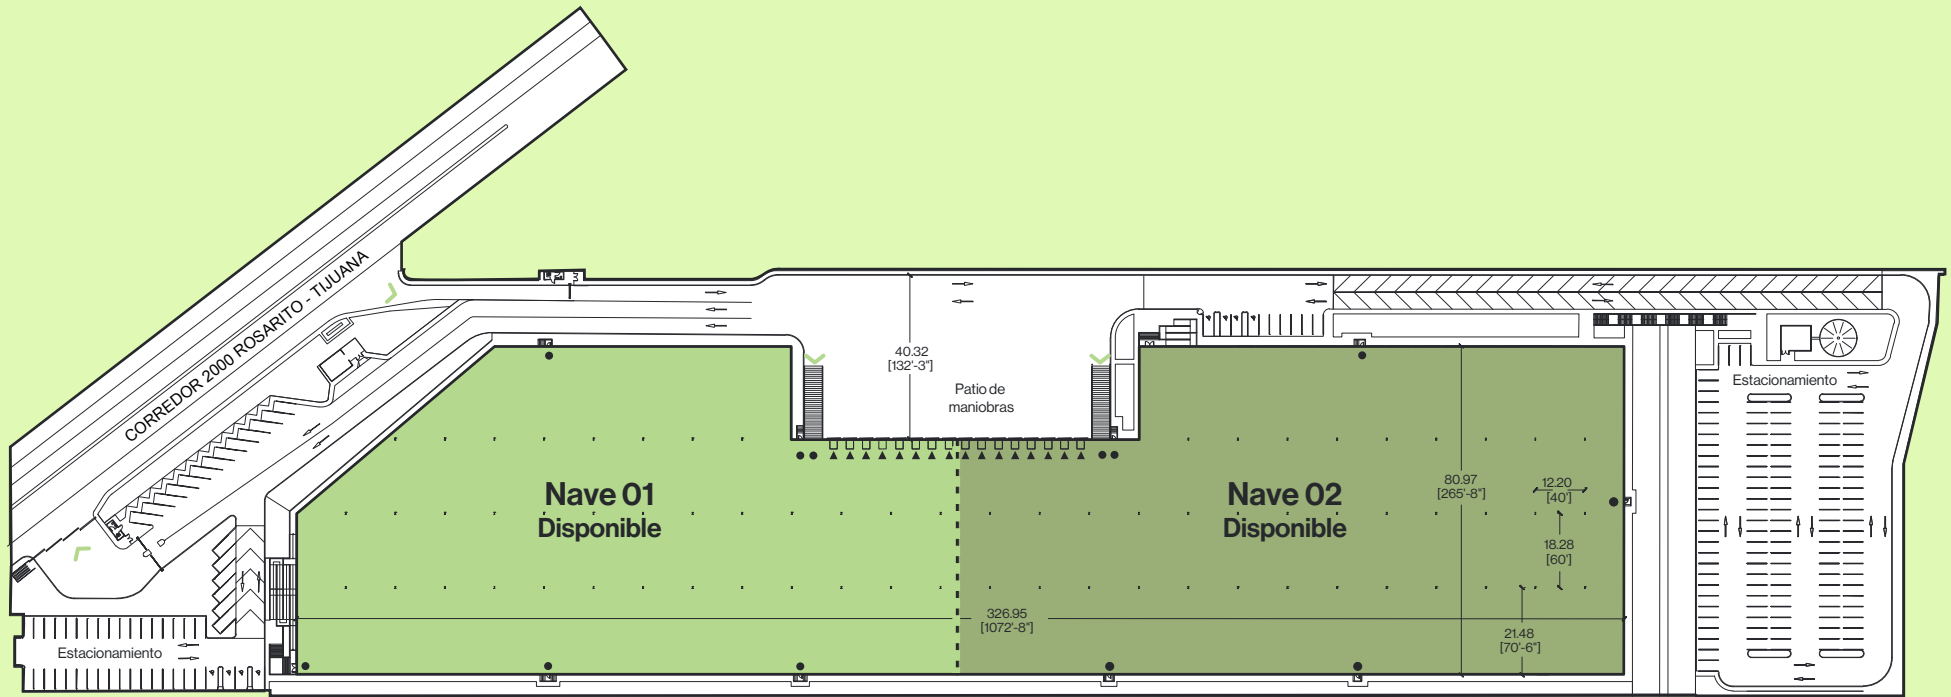 CORREDOR 2000 ROSARITO - TIJUANA
40.32
[132'-3"]
Patio de
maniobras
Estacionamiento
Nave 01
Disponible
Nave 02
Disponible
80.97
[265'-8"]
12.20
[40']
18.28
[60']
326.95
[1072'-8"]
21.48
[70'-6"]
Estacionamiento